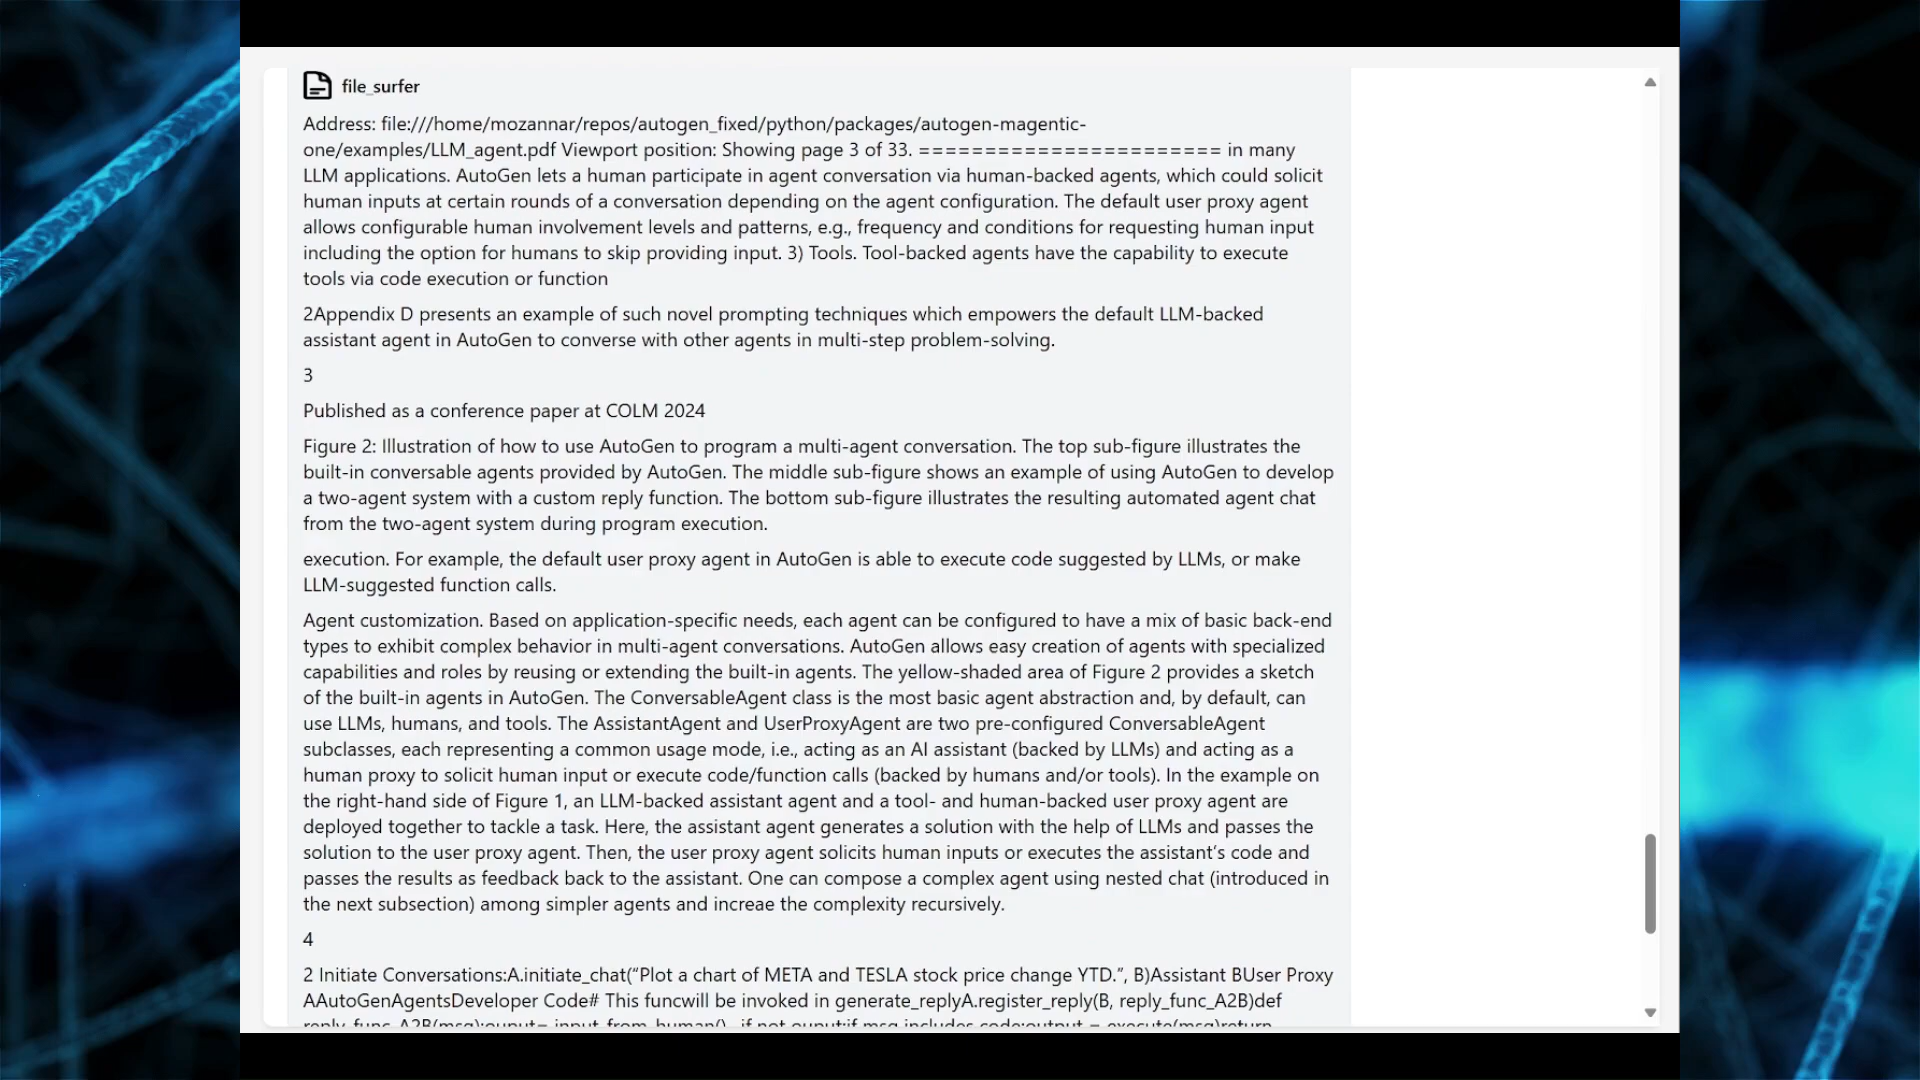 file_surfer
Address: file:///home/mozannar/repos/autogen_fixed/python/packages/autogen-magentic-
one/examples/LLM_agent.pdf Viewport position: Showing page 3 of 33. ======================= in many
LLM applications. AutoGen lets a human participate in agent conversation via human-backed agents, which could solicit
human inputs at certain rounds of a conversation depending on the agent configuration. The default user proxy agent
allows configurable human involvement levels and patterns, e.g., frequency and conditions for requesting human input
including the option for humans to skip providing input. 3) Tools. Tool-backed agents have the capability to execute
tools via code execution or function
2Appendix D presents an example of such novel prompting techniques which empowers the default LLM-backed
assistant agent in AutoGen to converse with other agents in multi-step problem-solving.
3
Published as a conference paper at COLM 2024
Figure 2: Illustration of how to use AutoGen to program a multi-agent conversation. The top sub-figure illustrates the
built-in conversable agents provided by AutoGen. The middle sub-figure shows an example of using AutoGen to develop
a two-agent system with a custom reply function. The bottom sub-figure illustrates the resulting automated agent chat
from the two-agent system during program execution.
execution. For example, the default user proxy agent in AutoGen is able to execute code suggested by LLMs, or make
LLM-suggested function calls.
Agent customization. Based on application-specific needs, each agent can be configured to have a mix of basic back-end
types to exhibit complex behavior in multi-agent conversations. AutoGen allows easy creation of agents with specialized
capabilities and roles by reusing or extending the built-in agents. The yellow-shaded area of Figure 2 provides a sketch
of the built-in agents in AutoGen. The ConversableAgent class is the most basic agent abstraction and, by default, can
use LLMs, humans, and tools. The AssistantAgent and UserProxyAgent are two pre-configured ConversableAgent
subclasses, each representing a common usage mode, i.e., acting as an AI assistant (backed by LLMs) and acting as a
human proxy to solicit human input or execute code/function calls (backed by humans and/or tools). In the example on
the right-hand side of Figure 1, an LLM-backed assistant agent and a tool- and human-backed user proxy agent are
deployed together to tackle a task. Here, the assistant agent generates a solution with the help of LLMs and passes the
solution to the user proxy agent. Then, the user proxy agent solicits human inputs or executes the assistant’s code and
passes the results as feedback back to the assistant. One can compose a complex agent using nested chat (introduced in
the next subsection) among simpler agents and increae the complexity recursively.
4
2 Initiate Conversations:A.initiate_chat(“Plot a chart of META and TESLA stock price change YTD.”, B)Assistant BUser Proxy
AAutoGenAgentsDeveloper Code# This funcwill be invoked in generate_replyA.register_reply(B, reply_func_A2B)def
reply_func_A2B(msg):ouput= input_from_human()...if not ouput:if msg includes code:output = execute(msg)return